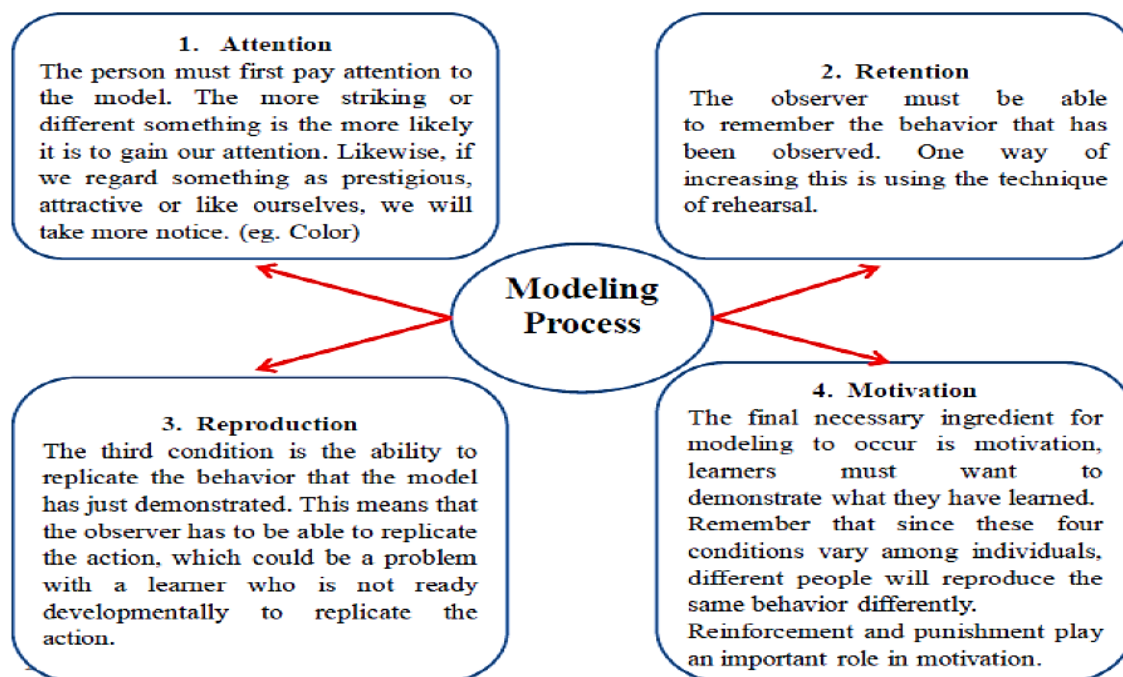 1. Attention
The person must first pay attention to
the model. The more striking or
different something is the more likely
it is to gain our attention. Likewise, if
we regard something as prestigious,
attractive or like ourselves, we will
take more notice. (eg. Color)
2. Retention
The observer must be able
to remember the behavior that has
been observed. One way of
increasing this is using the technique
of rehearsal.
Modeling
Process
3. Reproduction
The third condition is the ability to
replicate the behavior that the model
has just demonstrated. This means that
the observer has to be able to replicate
the action, which could be a problem
with a learner who is not ready
developmentally to replicate the
action.
4. Motivation
The final necessary ingredient for
modeling to occur is motivation,
learners must want to
demonstrate what they have learned.
Remember that since these four
conditions vary among individuals,
different people will reproduce the
same behavior differently.
Reinforcement and punishment play
an important role in motivation.